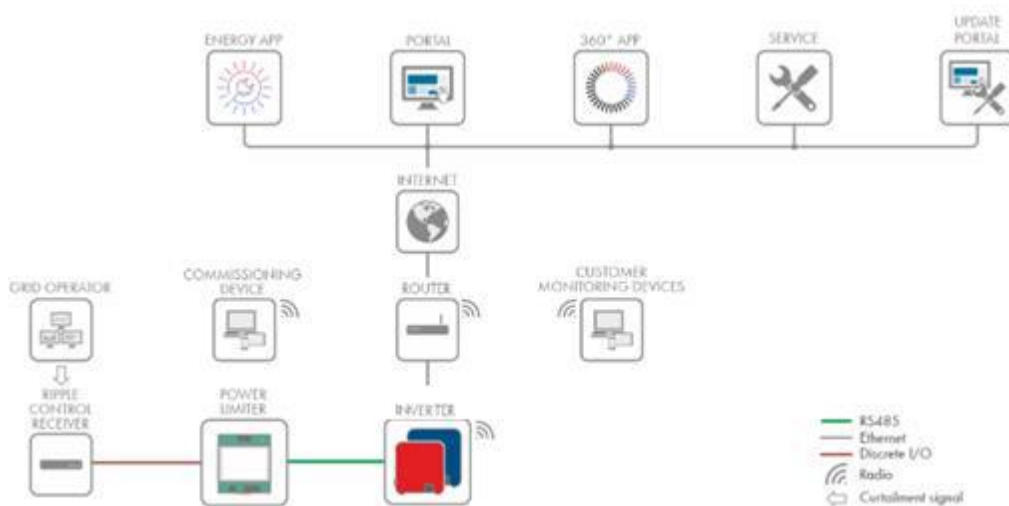 ENERGY APP
PORTAL
360° APP
SERVICE
UPDATE
PORTAL
INTERNET
GRID OPERATOR
COMMISSIONING
DEVICE
ROUTER
CUSTOMER
MONITORING DEVICES
RIPPLE
CONTROL
RECEIVER
POWER
LIMITER
INVERTER
RS485
Ethernet
Discrete I/O
Radio
Curtailment signal